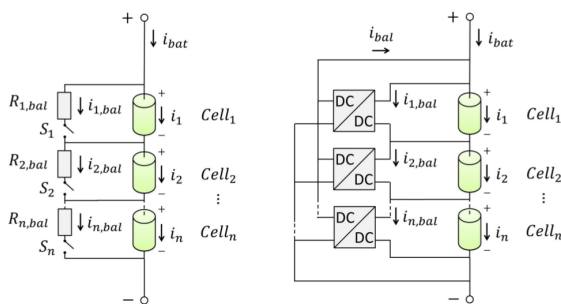 + +
i_bat i_bal i_bat
R_1,bal i_1,bal + i_1 Cell_1 DC DC i_1,bal + i_1 Cell_1
S_1 − −
R_2,bal i_2,bal + i_2 Cell_2 DC DC i_2,bal + i_2 Cell_2
S_2 − ⋮ − ⋮
R_n,bal i_n,bal + i_n Cell_n DC DC i_n,bal + i_n Cell_n
S_n − −
− −